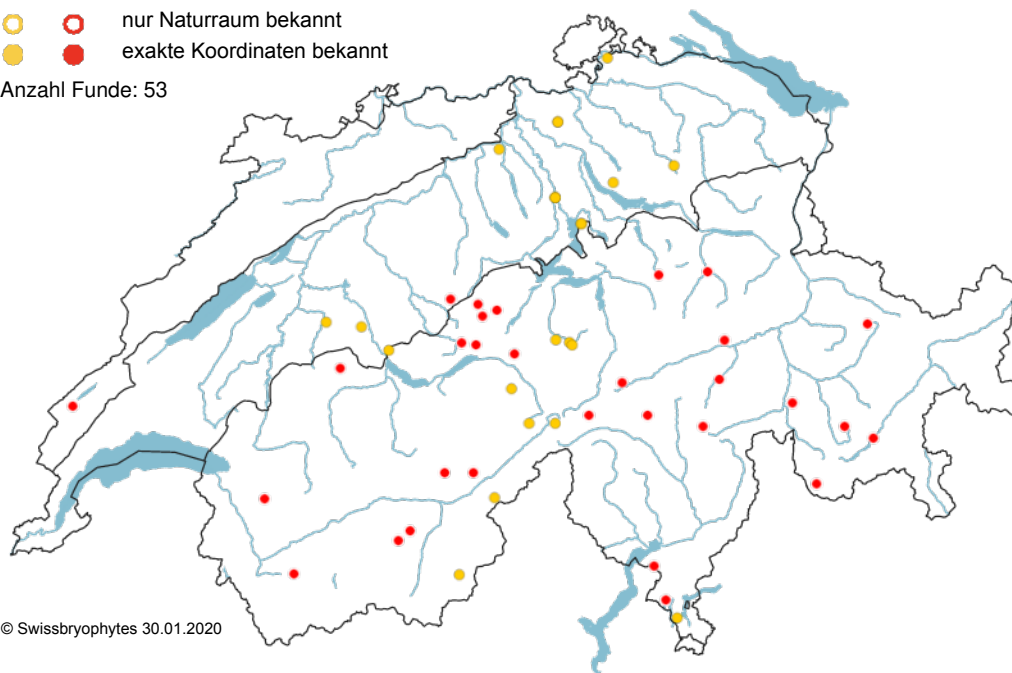 nur Naturraum bekannt
exakte Koordinaten bekannt
Anzahl Funde: 53
© Swissbryophytes 30.01.2020